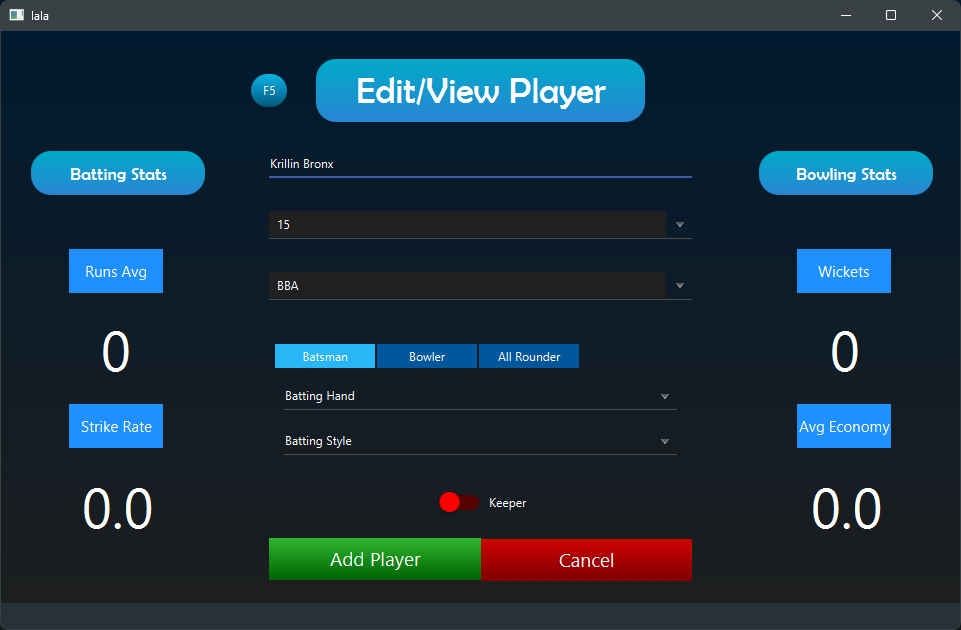 lala
F5
Edit/View Player
Batting Stats
Krillin Bronx
Bowling Stats
15
Runs Avg
Wickets
BBA
0
0
Batsman
Bowler
All Rounder
Batting Hand
Strike Rate
Avg Economy
Batting Style
0.0
0.0
Keeper
Add Player
Cancel